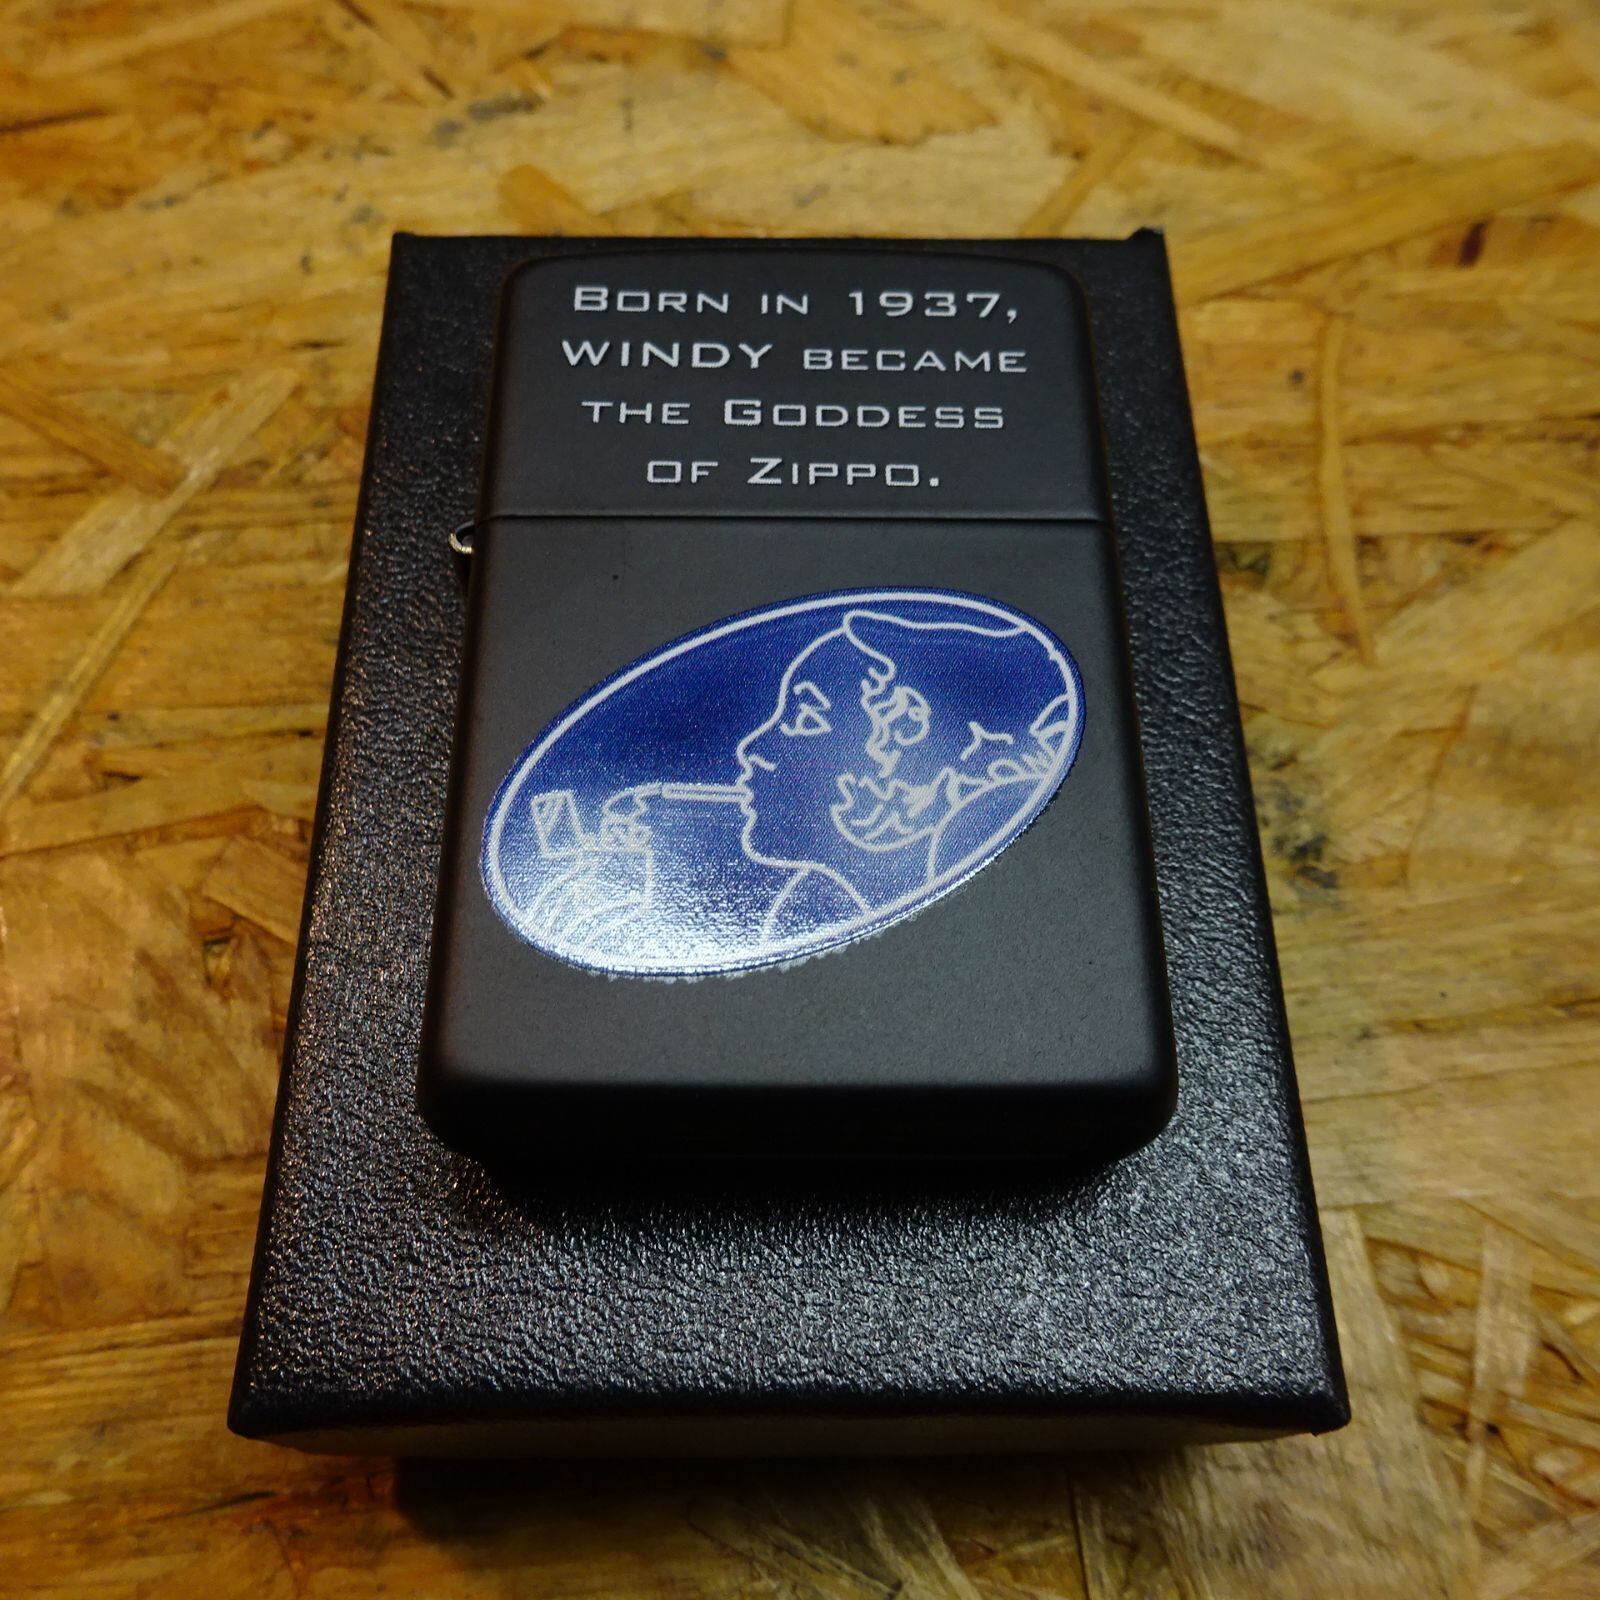 Born in 1937,
WINDY became
the Goddess
of Zippo.